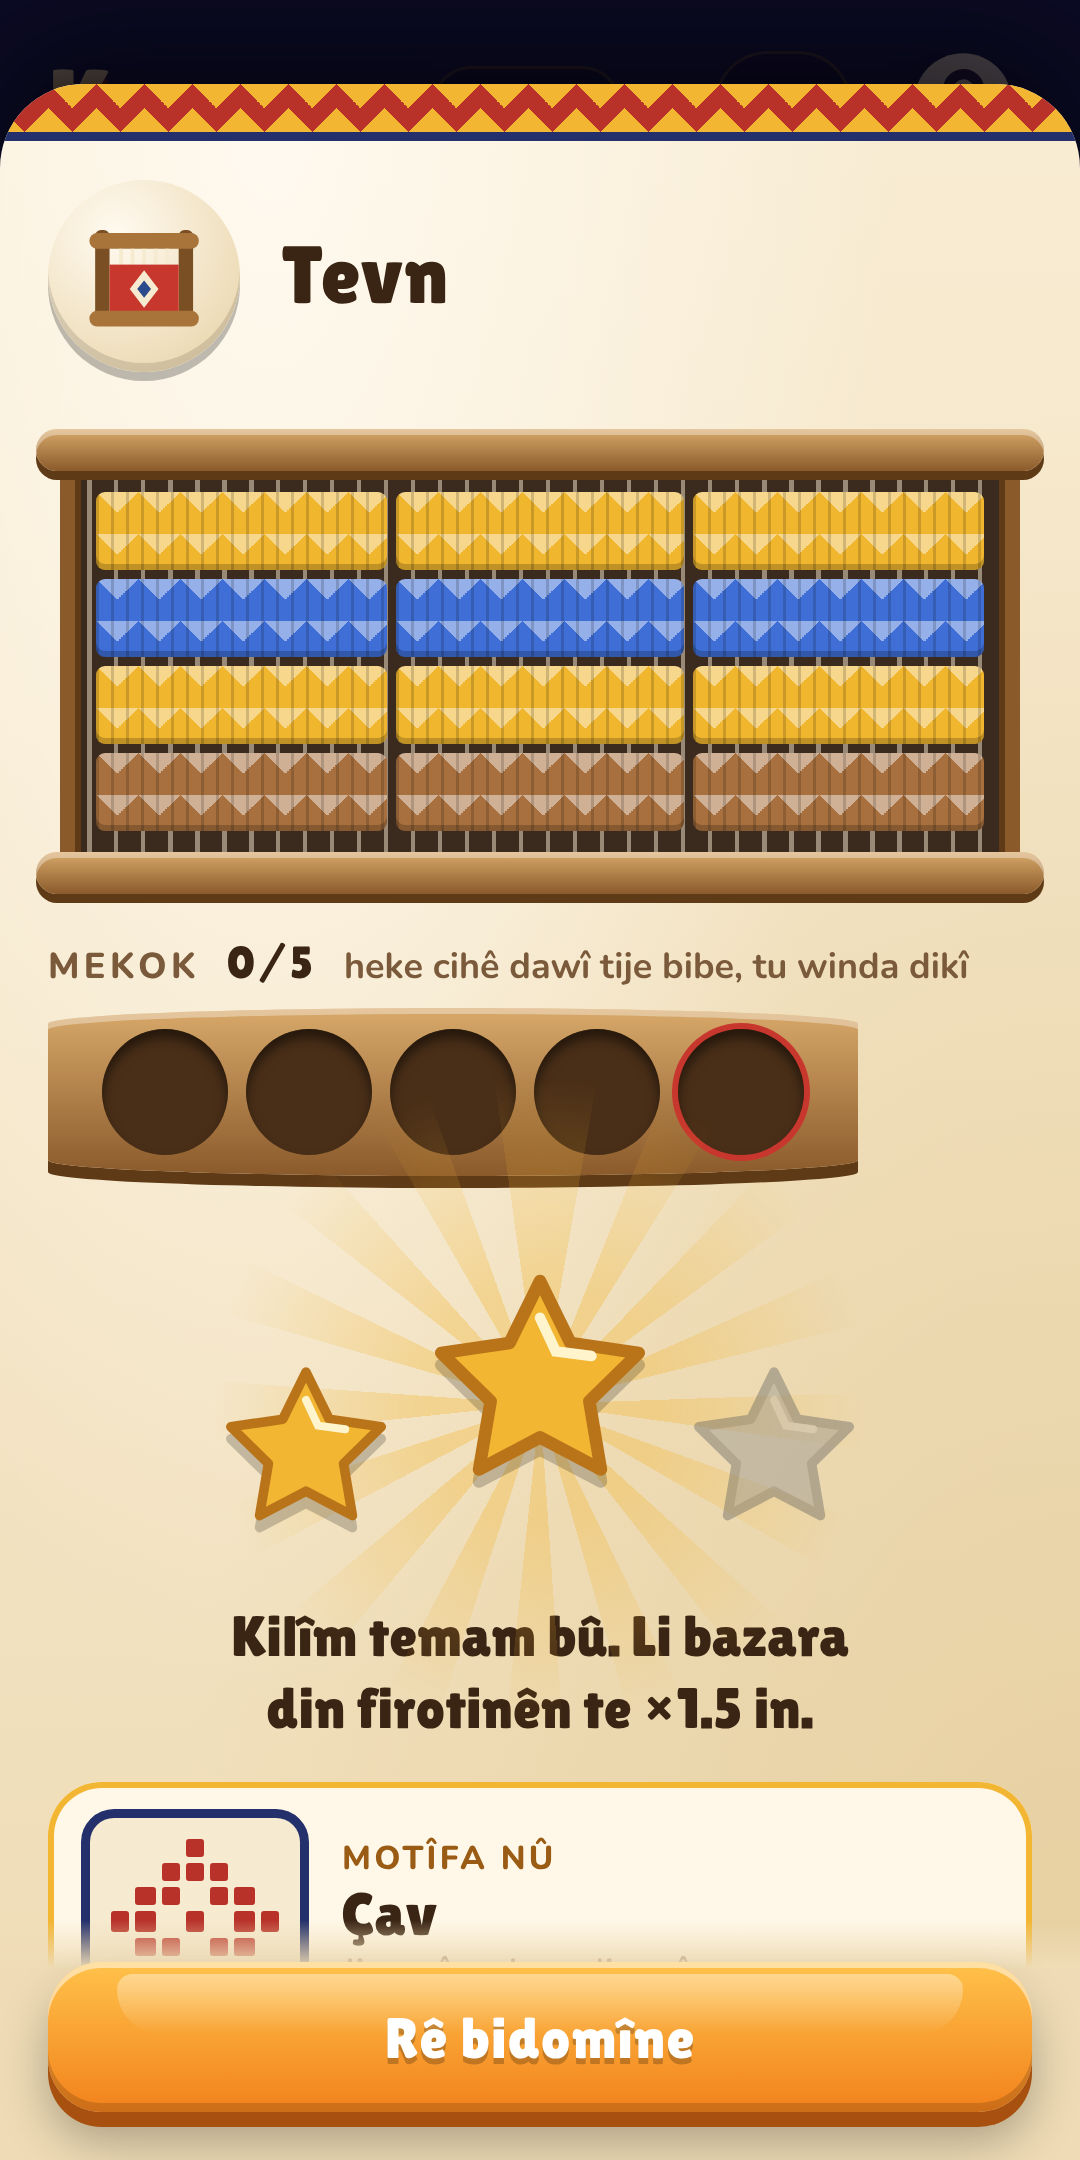 Tevn
MEKOK 0/5 heke cihê dawî tije bibe, tu winda dikî
Kilîm temam bû. Li bazara
din firotinên te ×1.5 in.
MOTÎFA NÛ
Çav
Rê bidomîne